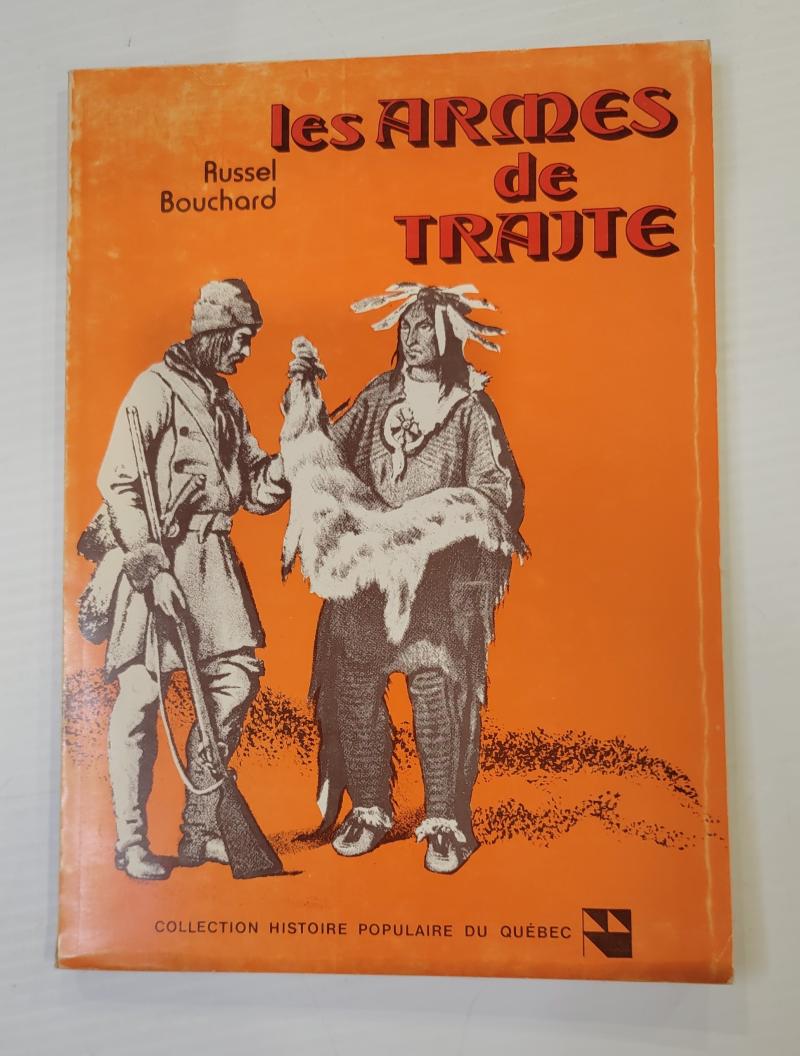 les ARMES
de
TRAITE
Russel
Bouchard
COLLECTION HISTOIRE POPULAIRE DU QUÉBEC